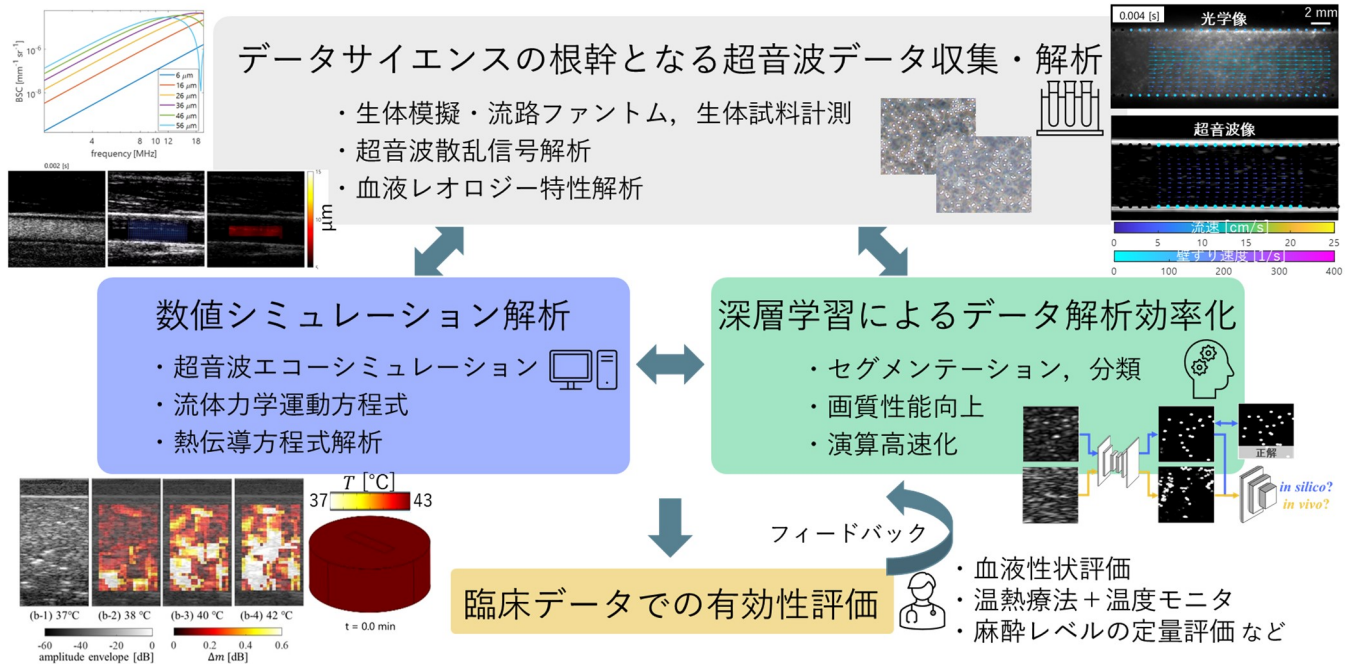 データサイエンスの根幹となる超音波データ収集・解析
・生体模擬・流路ファントム，生体試料計測
・超音波散乱信号解析
・血液レオロジー特性解析
BSC [mm⁻¹ sr⁻¹]
10⁻⁶
10⁻⁸
6 μm
16 μm
26 μm
36 μm
46 μm
56 μm
4
8
10
12
18
frequency [MHz]
0.002 [s]
15
10
μm
0.004 [s]
光学像
2 mm
超音波像
流速 [cm/s]
0 5 10 15 20 25
壁ずり速度 [1/s]
0 100 200 300 400
数値シミュレーション解析
・超音波エコーシミュレーション
・流体力学運動方程式
・熱伝導方程式解析
深層学習によるデータ解析効率化
・セグメンテーション，分類
・画質性能向上
・演算高速化
正解
in silico?
in vivo?
T [°C]
37 43
t = 0.0 min
(b-1) 37°C (b-2) 38 °C (b-3) 40 °C (b-4) 42 °C
-60 -40 -20 0
amplitude envelope [dB]
0 0.2 0.4 0.6
Δm [dB]
フィードバック
臨床データでの有効性評価
・血液性状評価
・温熱療法＋温度モニタ
・麻酔レベルの定量評価 など